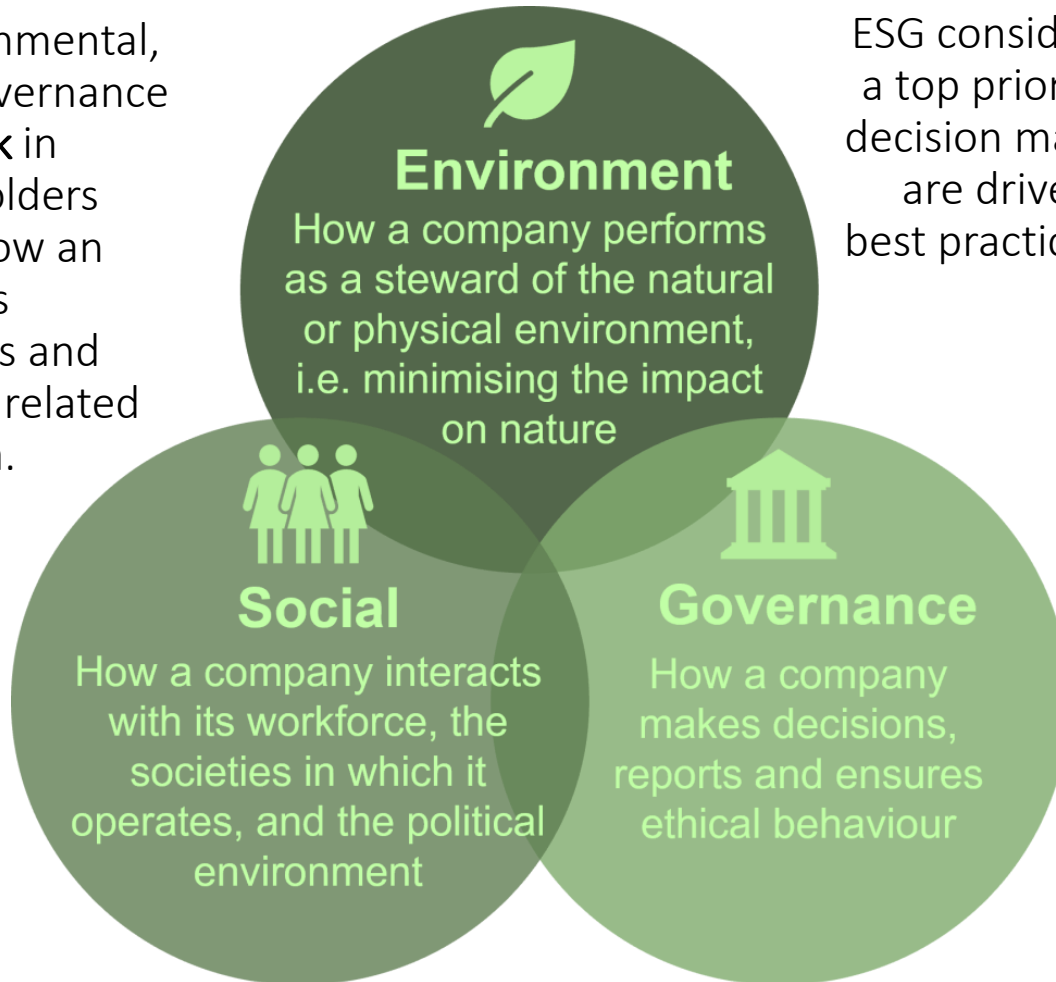 nmental,
vernance
k in
olders
ow an
s
s and
related
.
ESG consid
a top prior
decision ma
are drive
best practic
Environment
How a company performs
as a steward of the natural
or physical environment,
i.e. minimising the impact
on nature
Social
How a company interacts
with its workforce, the
societies in which it
operates, and the political
environment
Governance
How a company
makes decisions,
reports and ensures
ethical behaviour